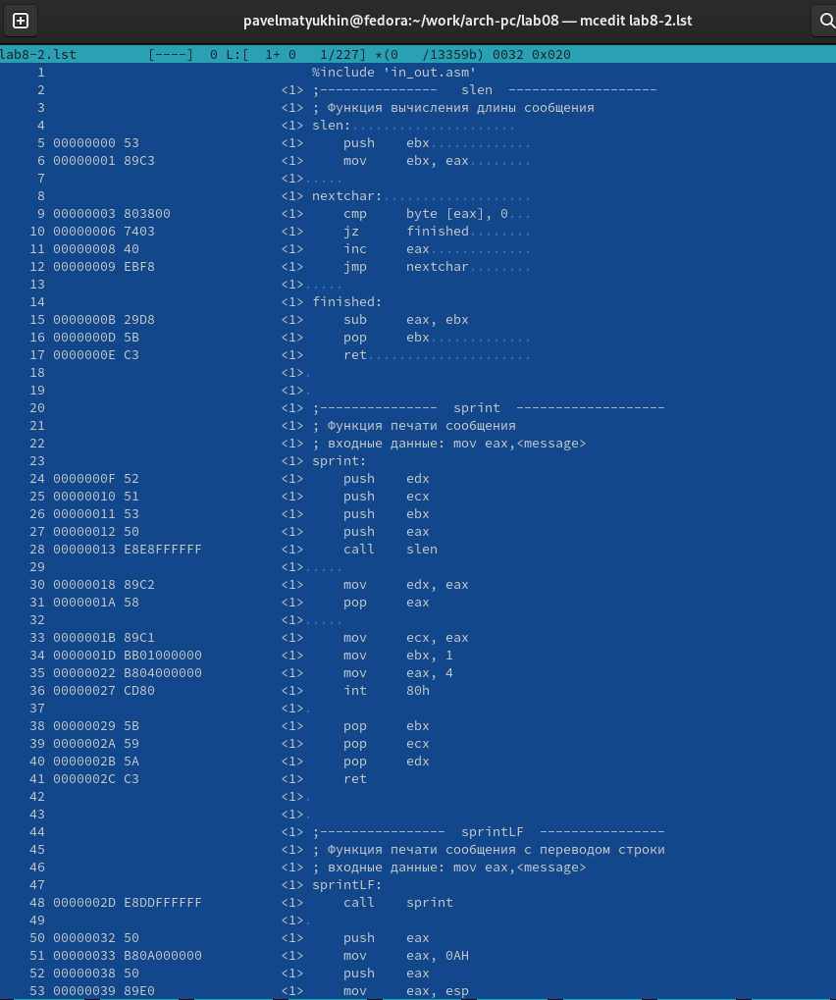 pavelmatyukhin@fedora:~/work/arch-pc/lab08 — mcedit lab8-2.lst
lab8-2.lst [----] 0 L:[ 1+ 0 1/227] *(0 /13359b) 0032 0x020
1 %include 'in_out.asm'
2 <1> ;--------------- slen -------------------
3 <1> ; Функция вычисления длины сообщения
4 <1> slen:.....................
5 00000000 53 <1> push ebx.............
6 00000001 89C3 <1> mov ebx, eax........
7 <1>.....
8 <1> nextchar:...................
9 00000003 803800 <1> cmp byte [eax], 0...
10 00000006 7403 <1> jz finished........
11 00000008 40 <1> inc eax.............
12 00000009 EBF8 <1> jmp nextchar........
13 <1>.....
14 <1> finished:
15 0000000B 29D8 <1> sub eax, ebx
16 0000000D 5B <1> pop ebx.............
17 0000000E C3 <1> ret.....................
18 <1>.
19 <1>.
20 <1> ;--------------- sprint -------------------
21 <1> ; Функция печати сообщения
22 <1> ; входные данные: mov eax,<message>
23 <1> sprint:
24 0000000F 52 <1> push edx
25 00000010 51 <1> push ecx
26 00000011 53 <1> push ebx
27 00000012 50 <1> push eax
28 00000013 E8E8FFFFFF <1> call slen
29 <1>.....
30 00000018 89C2 <1> mov edx, eax
31 0000001A 58 <1> pop eax
32 <1>.....
33 0000001B 89C1 <1> mov ecx, eax
34 0000001D BB01000000 <1> mov ebx, 1
35 00000022 B804000000 <1> mov eax, 4
36 00000027 CD80 <1> int 80h
37 <1>.
38 00000029 5B <1> pop ebx
39 0000002A 59 <1> pop ecx
40 0000002B 5A <1> pop edx
41 0000002C C3 <1> ret
42 <1>.
43 <1>.
44 <1> ;---------------- sprintLF ----------------
45 <1> ; Функция печати сообщения с переводом строки
46 <1> ; входные данные: mov eax,<message>
47 <1> sprintLF:
48 0000002D E8DDFFFFFF <1> call sprint
49 <1>.
50 00000032 50 <1> push eax
51 00000033 B80A000000 <1> mov eax, 0AH
52 00000038 50 <1> push eax
53 00000039 89E0 <1> mov eax, esp